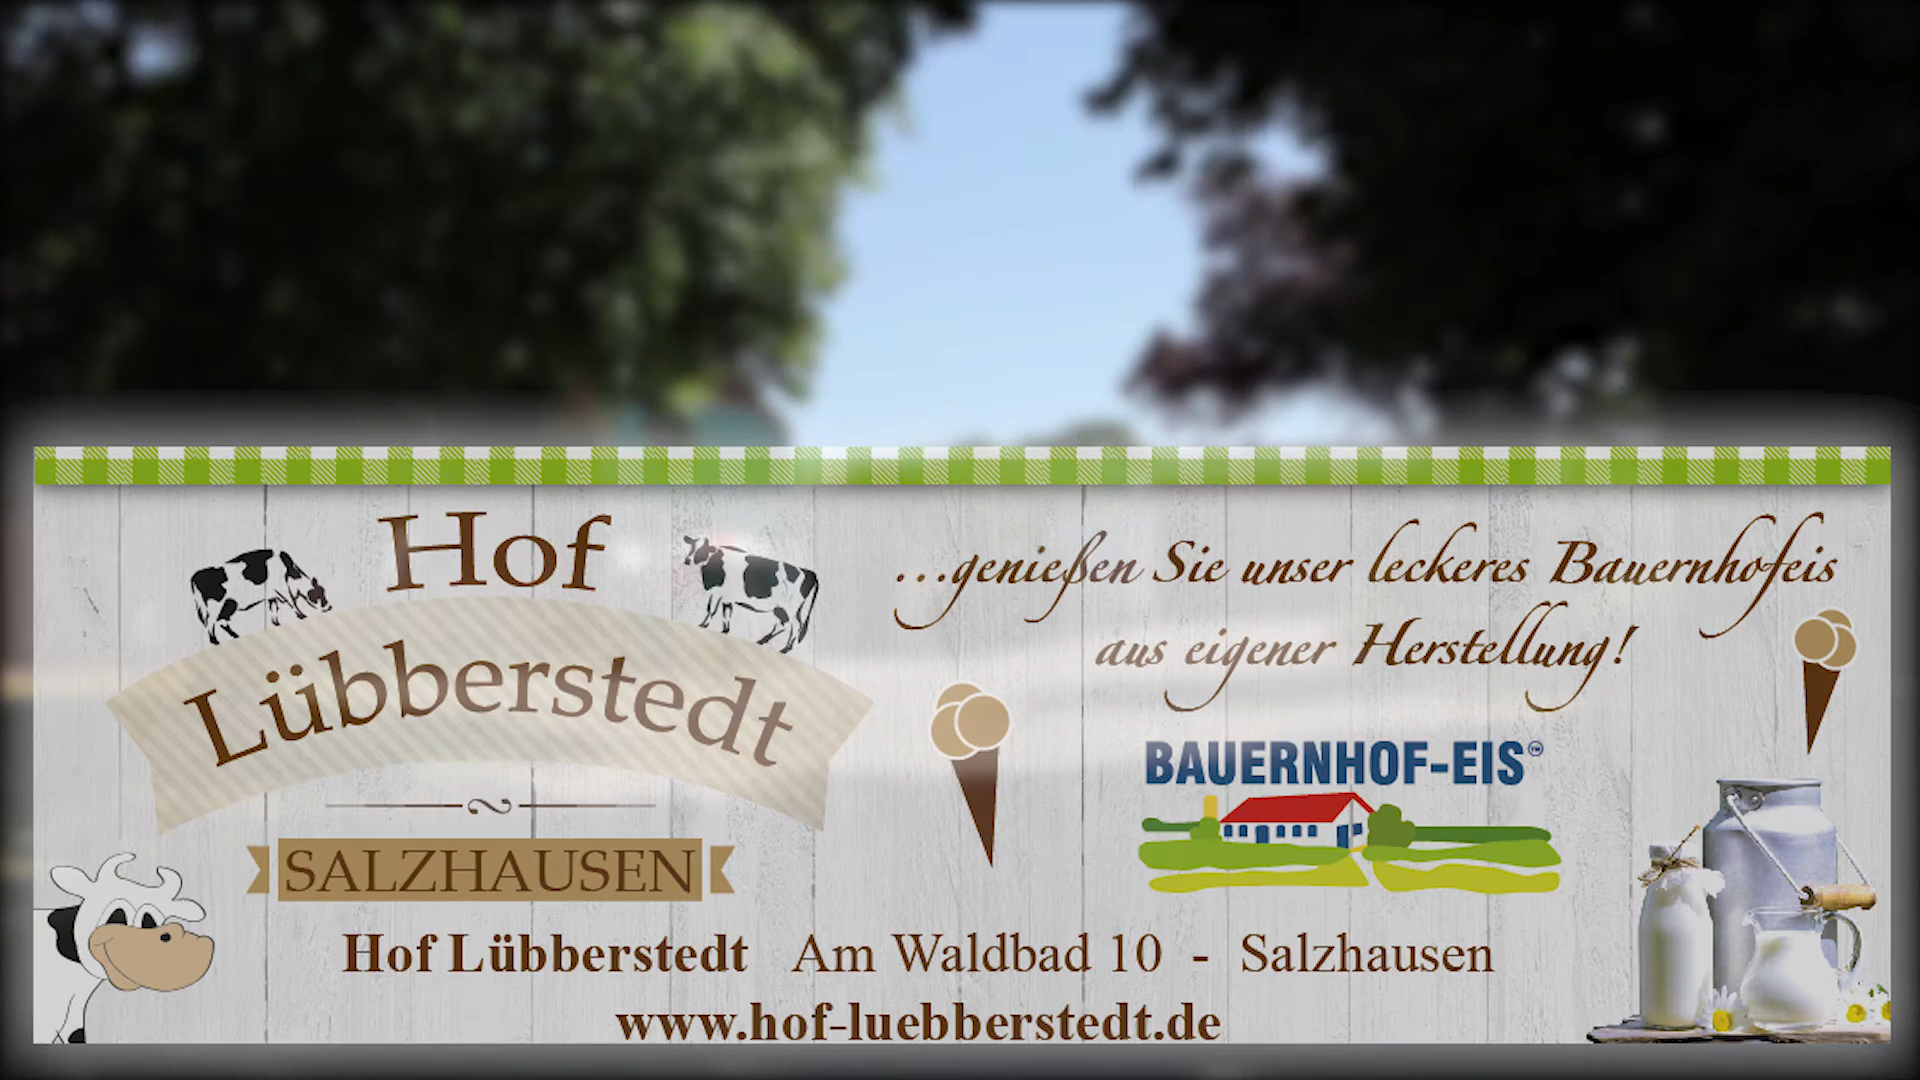 Hof
Lübberstedt
SALZHAUSEN
...genießen Sie unser leckeres Bauernhofeis
aus eigener Herstellung!
BAUERNHOF-EIS™
Hof Lübberstedt Am Waldbad 10 - Salzhausen
www.hof-luebberstedt.de